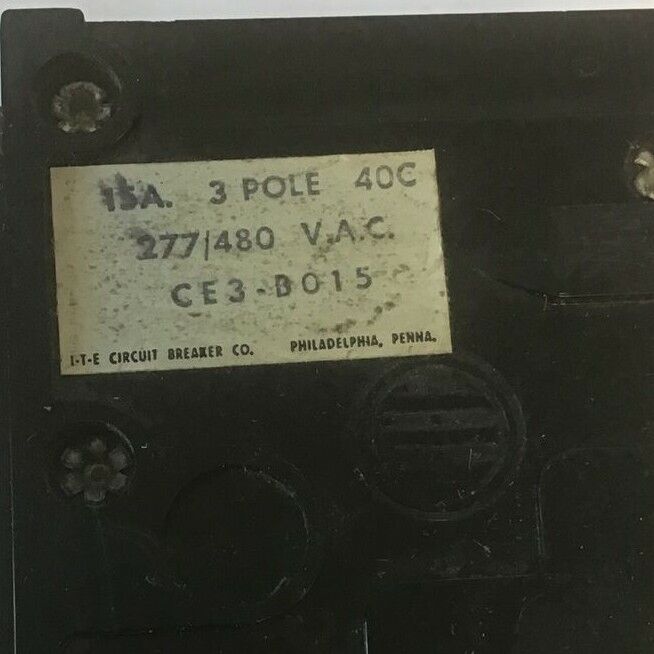 15A. 3 POLE 40C
277/480 V.A.C.
CE3-B015
I-T-E CIRCUIT BREAKER CO. PHILADELPHIA, PENNA.